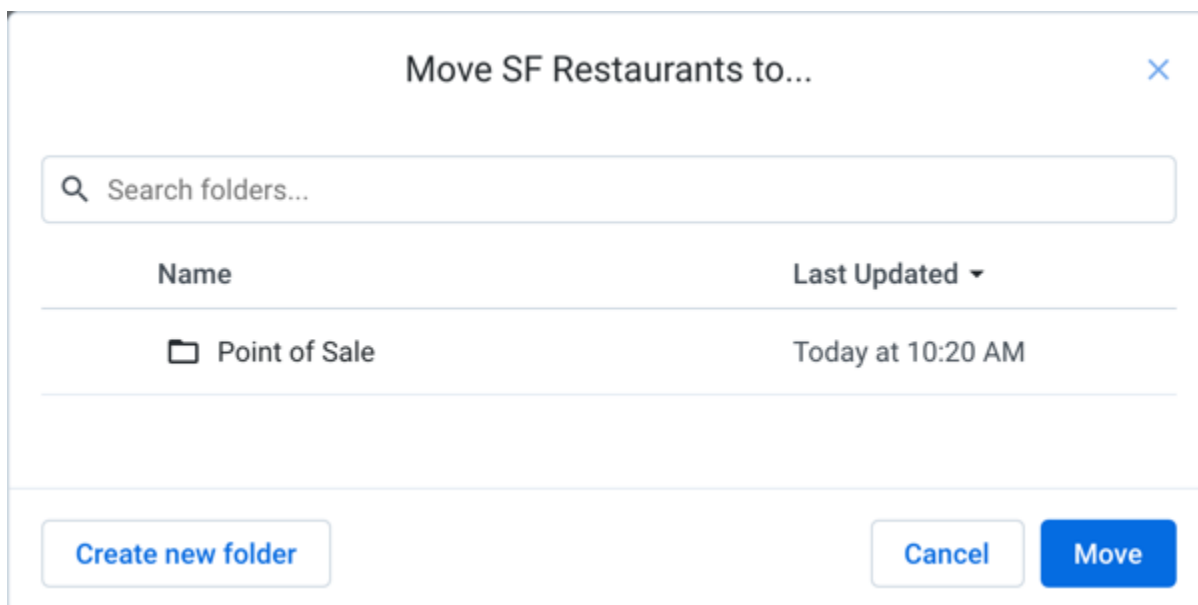 Move SF Restaurants to...
Search folders...
Name Last Updated
Point of Sale Today at 10:20 AM
Create new folder Cancel Move